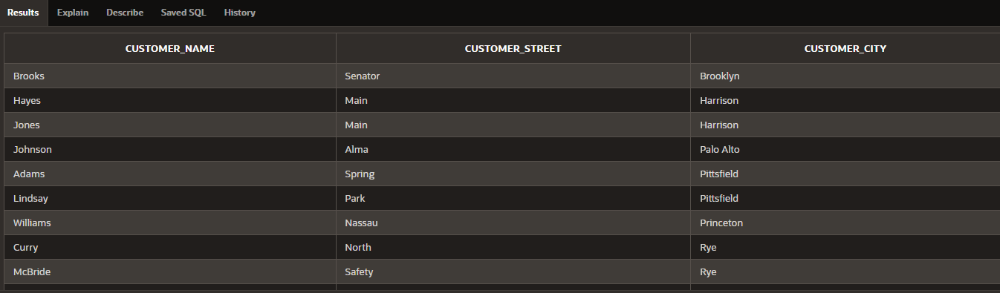 Results Explain Describe Saved SQL History
CUSTOMER_NAME CUSTOMER_STREET CUSTOMER_CITY
Brooks Senator Brooklyn
Hayes Main Harrison
Jones Main Harrison
Johnson Alma Palo Alto
Adams Spring Pittsfield
Lindsay Park Pittsfield
Williams Nassau Princeton
Curry North Rye
McBride Safety Rye